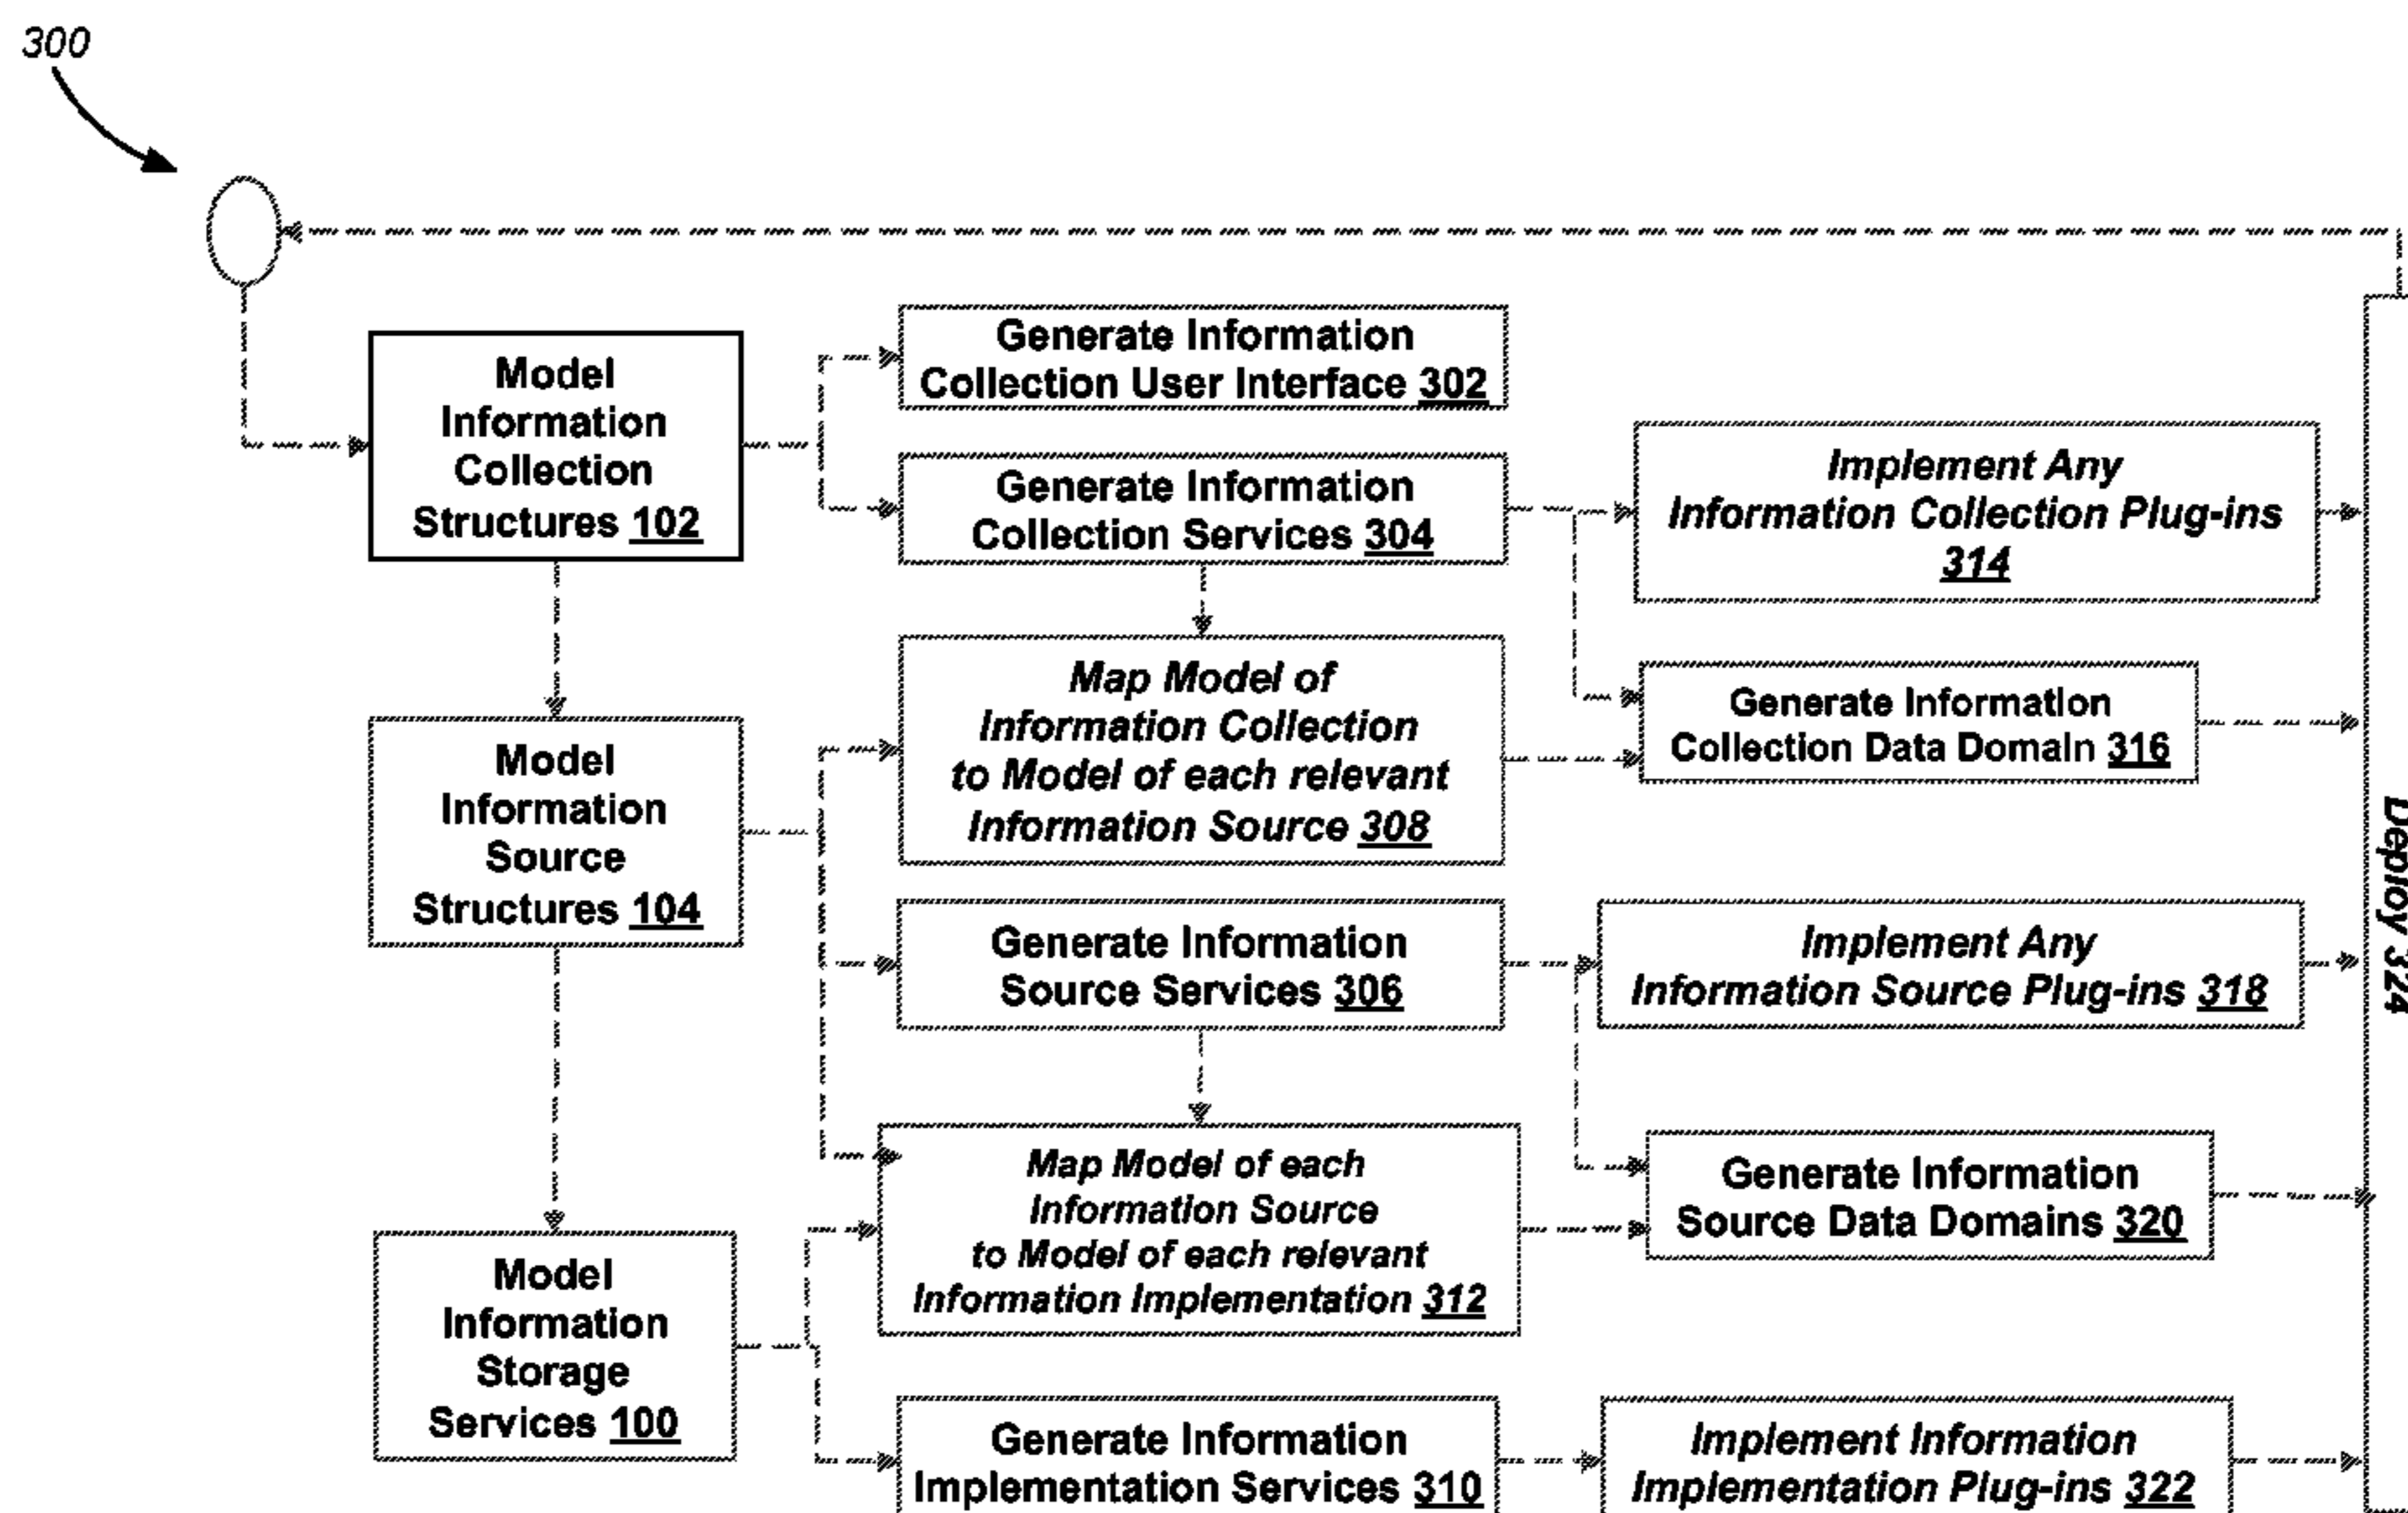 300
Model
Information
Collection
Structures 102
Generate Information
Collection User Interface 302
Generate Information
Collection Services 304
Implement Any
Information Collection Plug-ins
314
Map Model of
Information Collection
to Model of each relevant
Information Source 308
Generate Information
Collection Data Domain 316
Model
Information
Source
Structures 104
Generate Information
Source Services 306
Implement Any
Information Source Plug-ins 318
Deploy 324
Map Model of each
Information Source
to Model of each relevant
Information Implementation 312
Generate Information
Source Data Domains 320
Model
Information
Storage
Services 100
Generate Information
Implementation Services 310
Implement Information
Implementation Plug-ins 322